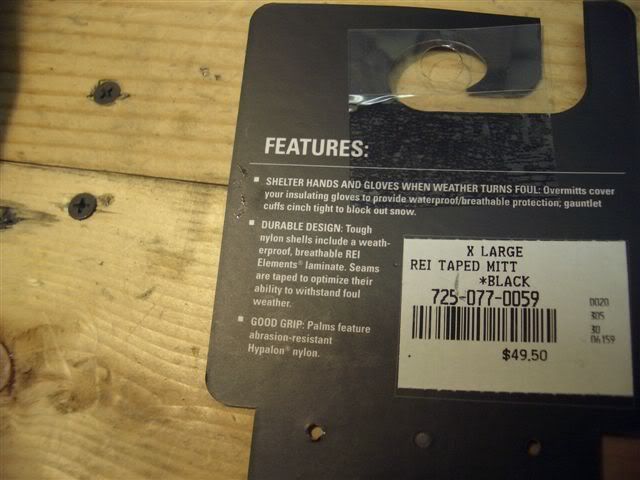 FEATURES:
▪ SHELTER HANDS AND GLOVES WHEN WEATHER TURNS FOUL: Overmitts cover
your insulating gloves to provide waterproof/breathable protection; gauntlet
cuffs cinch tight to block out snow.
▪ DURABLE DESIGN: Tough
nylon shells include a weath-
erproof, breathable REI
Elements® laminate. Seams
are taped to optimize their
ability to withstand foul
weather.
▪ GOOD GRIP: Palms feature
abrasion-resistant
Hypalon® nylon.
X LARGE
REI TAPED MITT
*BLACK
725-077-0059
0020
305
30
06159
$49.50